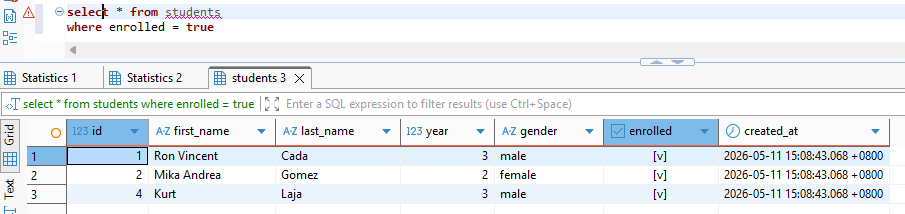 select * from students
where enrolled = true
Statistics 1 Statistics 2 students 3
select * from students where enrolled = true Enter a SQL expression to filter results (use Ctrl+Space)
Grid
Text
123 id A-Z first_name A-Z last_name 123 year A-Z gender enrolled created_at
1 1 Ron Vincent Cada 3 male [v] 2026-05-11 15:08:43.068 +0800
2 2 Mika Andrea Gomez 2 female [v] 2026-05-11 15:08:43.068 +0800
3 4 Kurt Laja 3 male [v] 2026-05-11 15:08:43.068 +0800